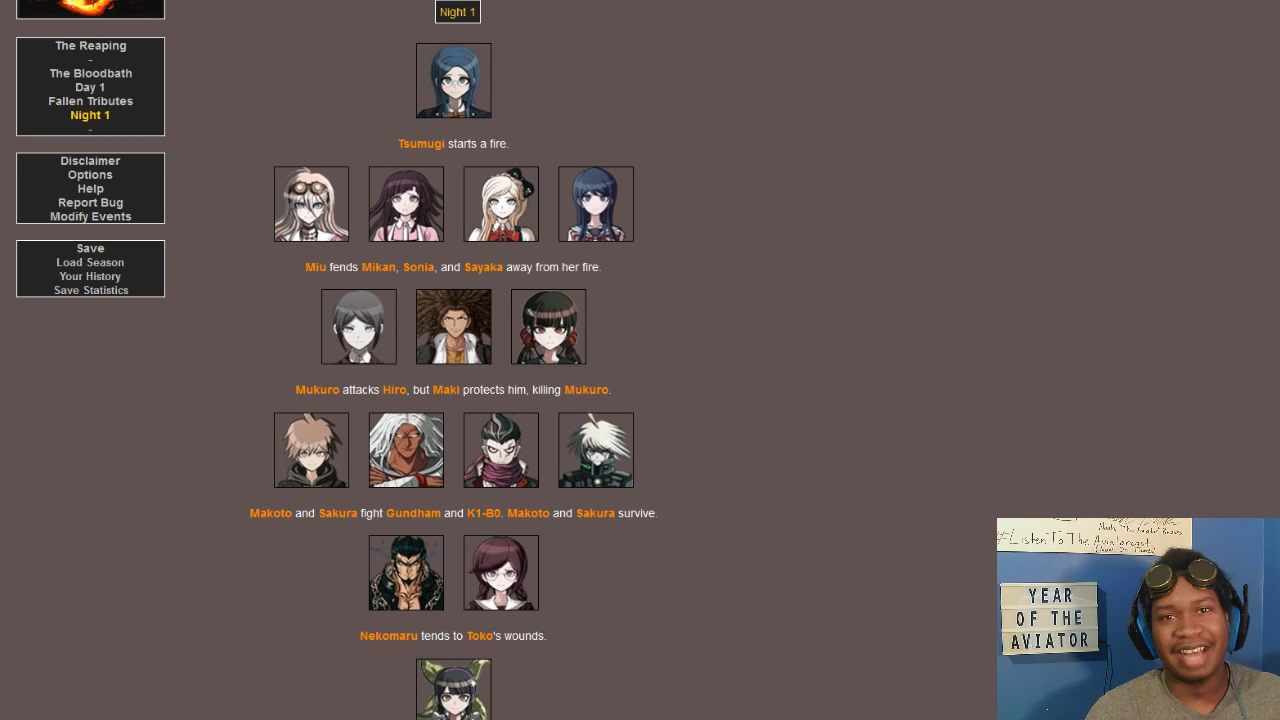 Night 1
The Reaping
-
The Bloodbath
Day 1
Fallen Tributes
Night 1
-
Disclaimer
Options
Help
Report Bug
Modify Events
Save
Load Season
Your History
Save Statistics
Tsumugi starts a fire.
Miu fends Mikan, Sonia, and Sayaka away from her fire.
Mukuro attacks Hiro, but Maki protects him, killing Mukuro.
Makoto and Sakura fight Gundham and K1-B0. Makoto and Sakura survive.
Nekomaru tends to Toko's wounds.
#ListenToThe
YEAR
OF THE
AVIATOR